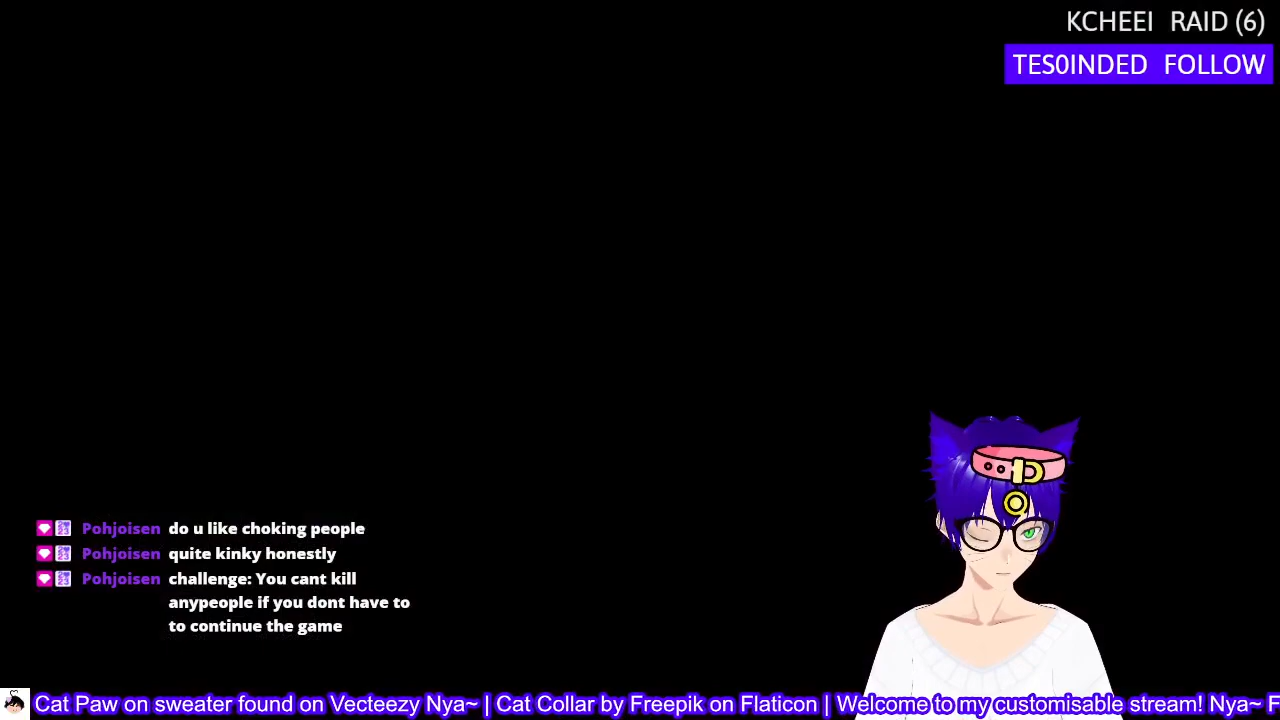 KCHEEI RAID (6)
TES0INDED FOLLOW
Pohjoisen do u like choking people
Pohjoisen quite kinky honestly
Pohjoisen challenge: You cant kill
anypeople if you dont have to
to continue the game
Cat Paw on sweater found on Vecteezy Nya~ | Cat Collar by Freepik on Flaticon | Welcome to my customisable stream! Nya~ F